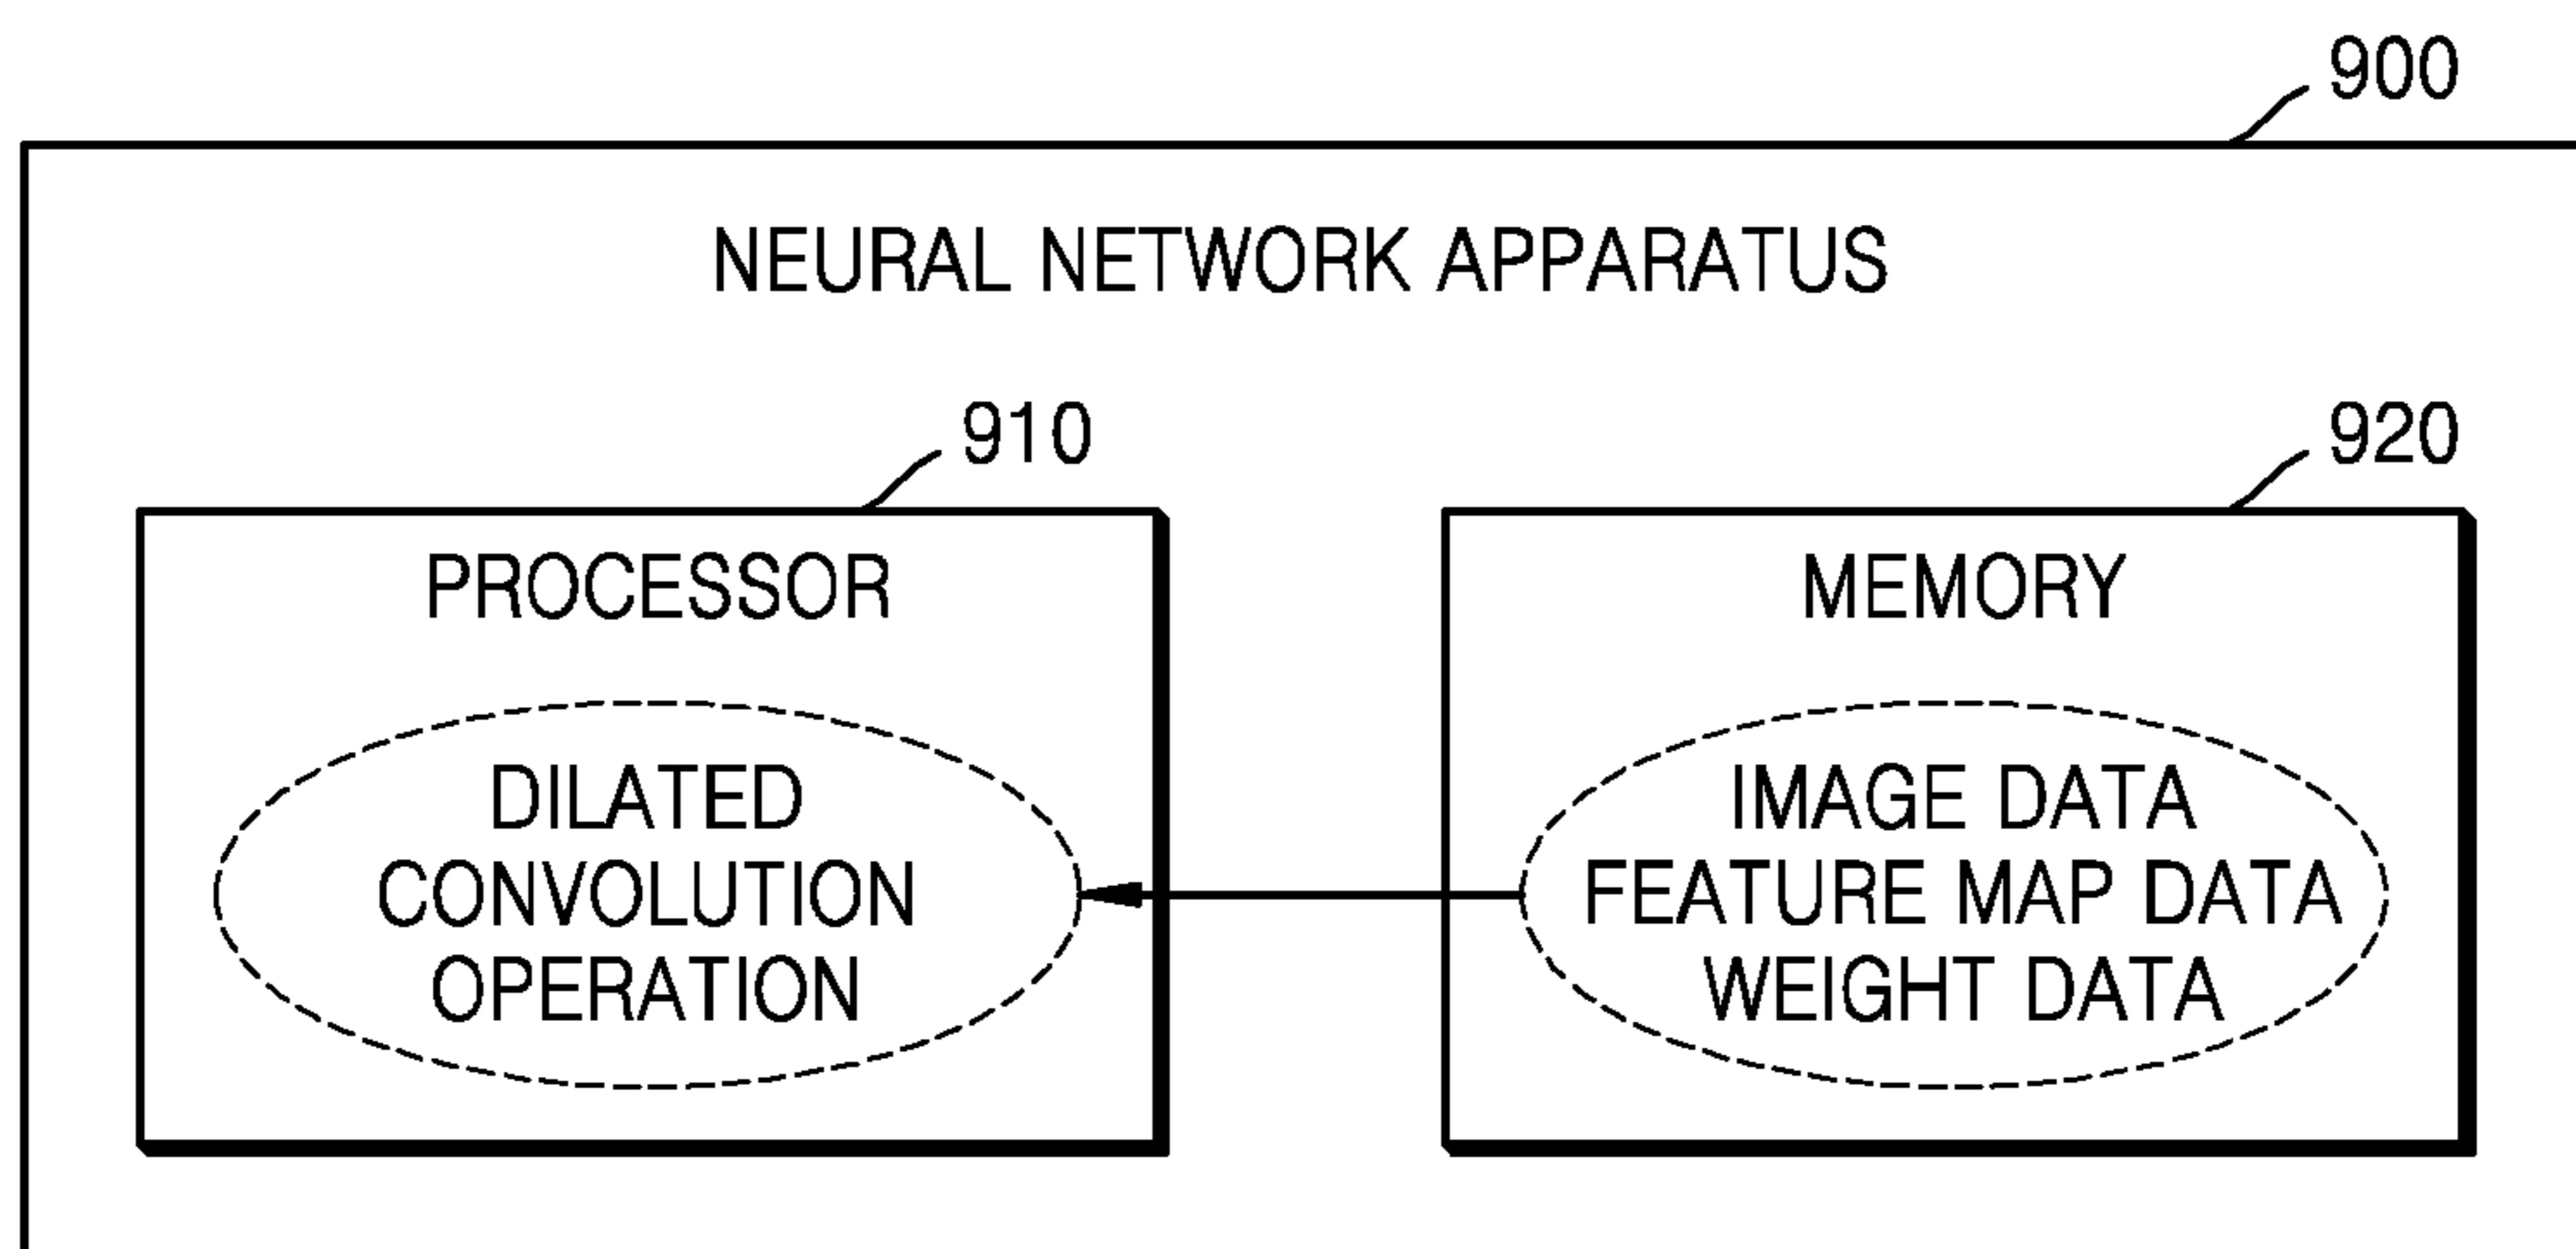 900
NEURAL NETWORK APPARATUS
910
920
PROCESSOR
DILATED
CONVOLUTION
OPERATION
MEMORY
IMAGE DATA
FEATURE MAP DATA
WEIGHT DATA